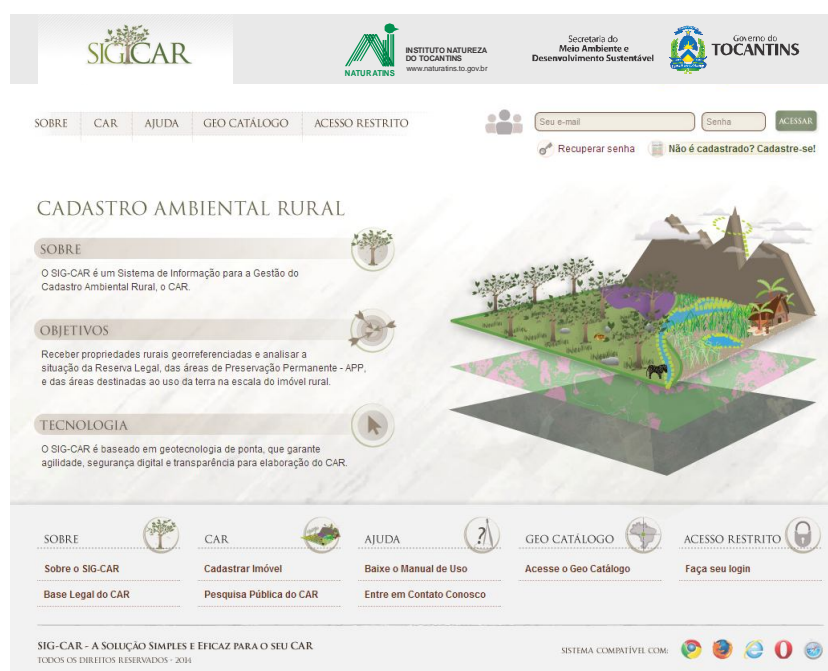 SIGCAR
NATURATINS
INSTITUTO NATUREZA
DO TOCANTINS
www.naturatins.to.gov.br
Secretaria do
Meio Ambiente e
Desenvolvimento Sustentável
Governo do
TOCANTINS
SOBRE
CAR
AJUDA
GEO CATÁLOGO
ACESSO RESTRITO
Seu e-mail
Senha
ACESSAR
Recuperar senha
Não é cadastrado? Cadastre-se!
CADASTRO AMBIENTAL RURAL
SOBRE
O SIG-CAR é um Sistema de Informação para a Gestão do
Cadastro Ambiental Rural, o CAR.
OBJETIVOS
Receber propriedades rurais georreferenciadas e analisar a
situação da Reserva Legal, das áreas de Preservação Permanente - APP,
e das áreas destinadas ao uso da terra na escala do imóvel rural.
TECNOLOGIA
O SIG-CAR é baseado em geotecnologia de ponta, que garante
agilidade, segurança digital e transparência para elaboração do CAR.
SOBRE
Sobre o SIG-CAR
Base Legal do CAR
CAR
Cadastrar Imóvel
Pesquisa Pública do CAR
AJUDA
Baixe o Manual de Uso
Entre em Contato Conosco
GEO CATÁLOGO
Acesse o Geo Catálogo
ACESSO RESTRITO
Faça seu login
SIG-CAR - A SOLUÇÃO SIMPLES E EFICAZ PARA O SEU CAR
TODOS OS DIREITOS RESERVADOS - 2014
SISTEMA COMPATÍVEL COM: